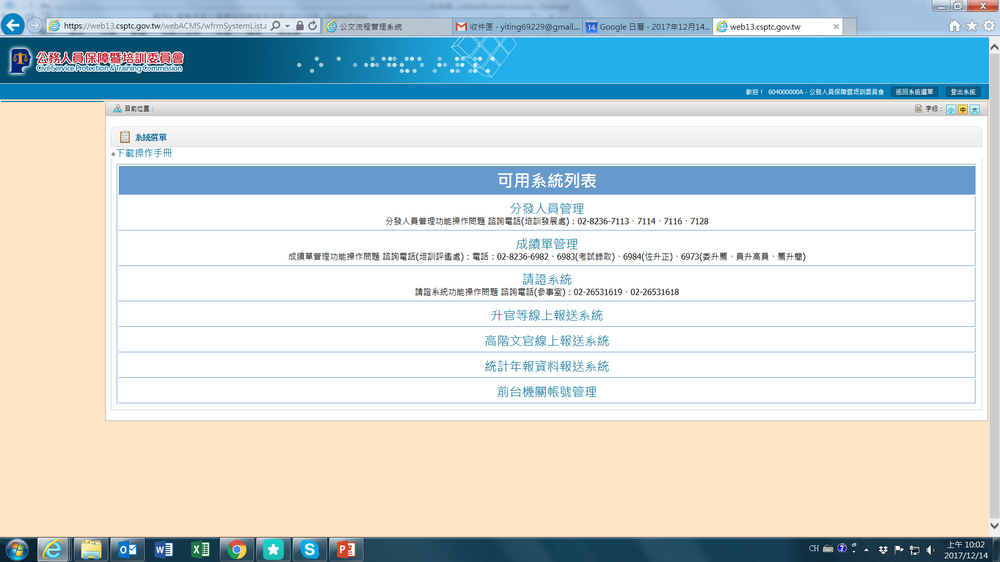 https://web13.csptc.gov.tw/webACMS/wfrmSystemList.a
公文流程管理系統
收件匣 - yiting69229@gmail....
14 Google 日曆 - 2017年12月14...
web13.csptc.gov.tw
公務人員保障暨培訓委員會
Civil Service Protection & Training Commission
歡迎！ 604000000A - 公務人員保障暨培訓委員會 返回系統選單 登出系統
目前位置：
字級： 小 中 大
系統選單
下載操作手冊
可用系統列表
分發人員管理
分發人員管理功能操作問題 諮詢電話(培訓發展處)：02-8236-7113、7114、7116、7128
成績單管理
成績單管理功能操作問題 諮詢電話(培訓評鑑處)：電話：02-8236-6982、6983(考試錄取)、6984(佐升正)、6973(委升薦、員升高員、薦升簡)
請證系統
請證系統功能操作問題 諮詢電話(參事室)：02-26531619、02-26531618
升官等線上報送系統
高階文官線上報送系統
統計年報資料報送系統
前台機關帳號管理
CH
上午 10:02
2017/12/14